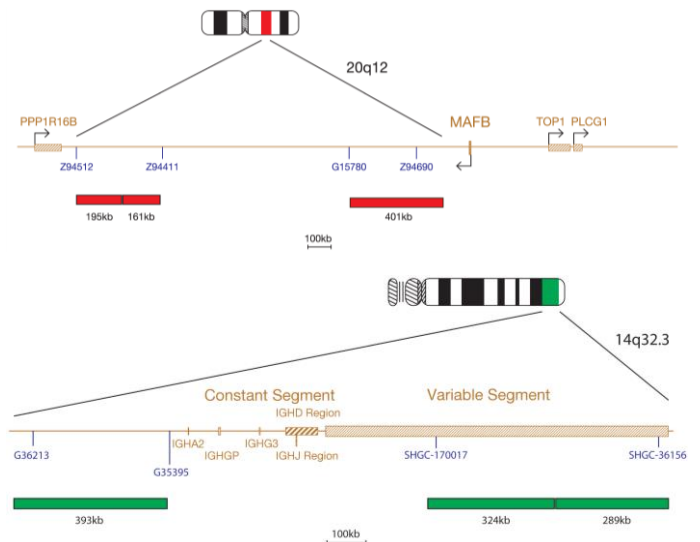 20q12
PPP1R16B
MAFB
TOP1 PLCG1
Z94512
Z94411
G15780
Z94690
195kb
161kb
401kb
100kb
14q32.3
Constant Segment
Variable Segment
IGHD Region
IGHA2
IGHGP
IGHG3
IGHJ Region
G36213
G35395
SHGC-170017
SHGC-36156
393kb
324kb
289kb
100kb